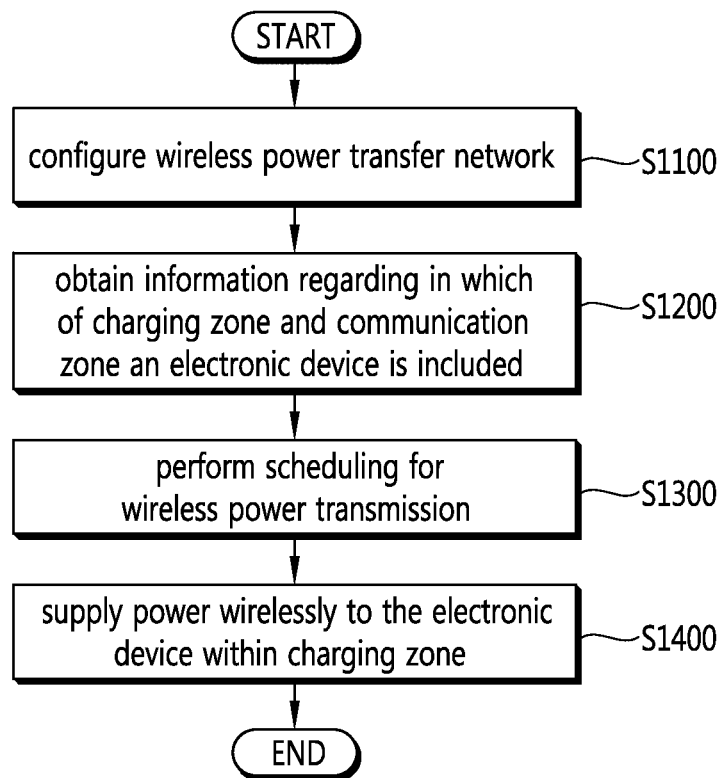 START
configure wireless power transfer network
S1100
obtain information regarding in which
of charging zone and communication
zone an electronic device is included
S1200
perform scheduling for
wireless power transmission
S1300
supply power wirelessly to the electronic
device within charging zone
S1400
END